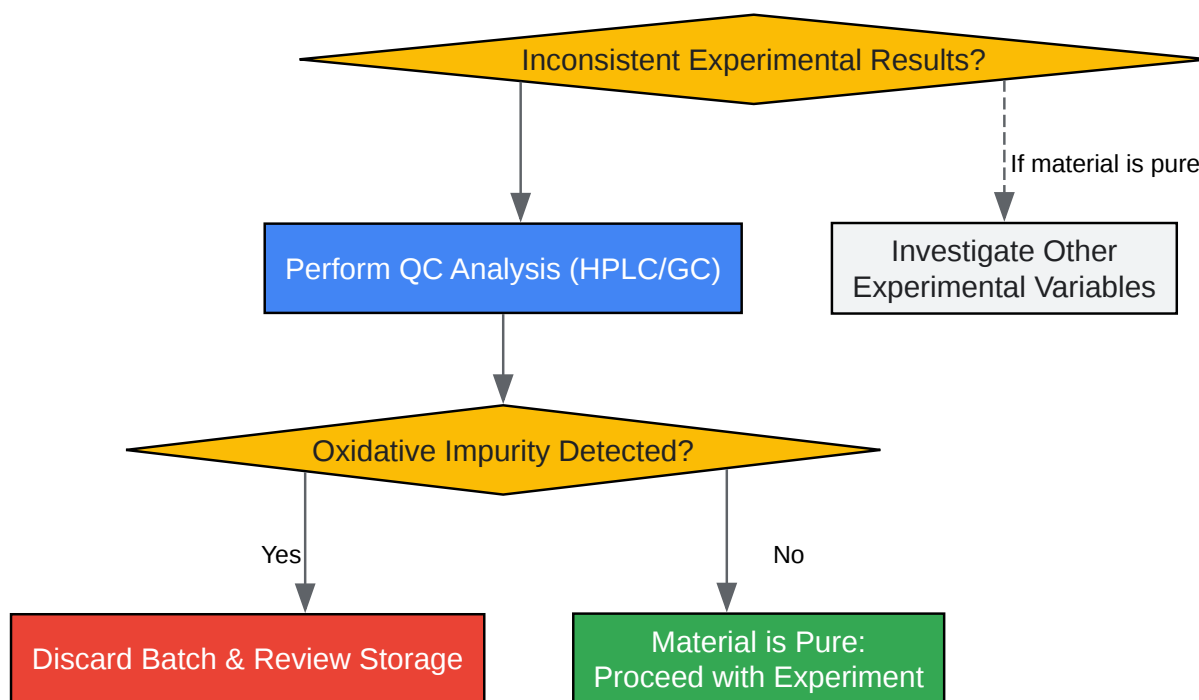 Inconsistent Experimental Results?
If material is pure
Perform QC Analysis (HPLC/GC)
Investigate Other
Experimental Variables
Oxidative Impurity Detected?
Yes
No
Discard Batch & Review Storage
Material is Pure:
Proceed with Experiment